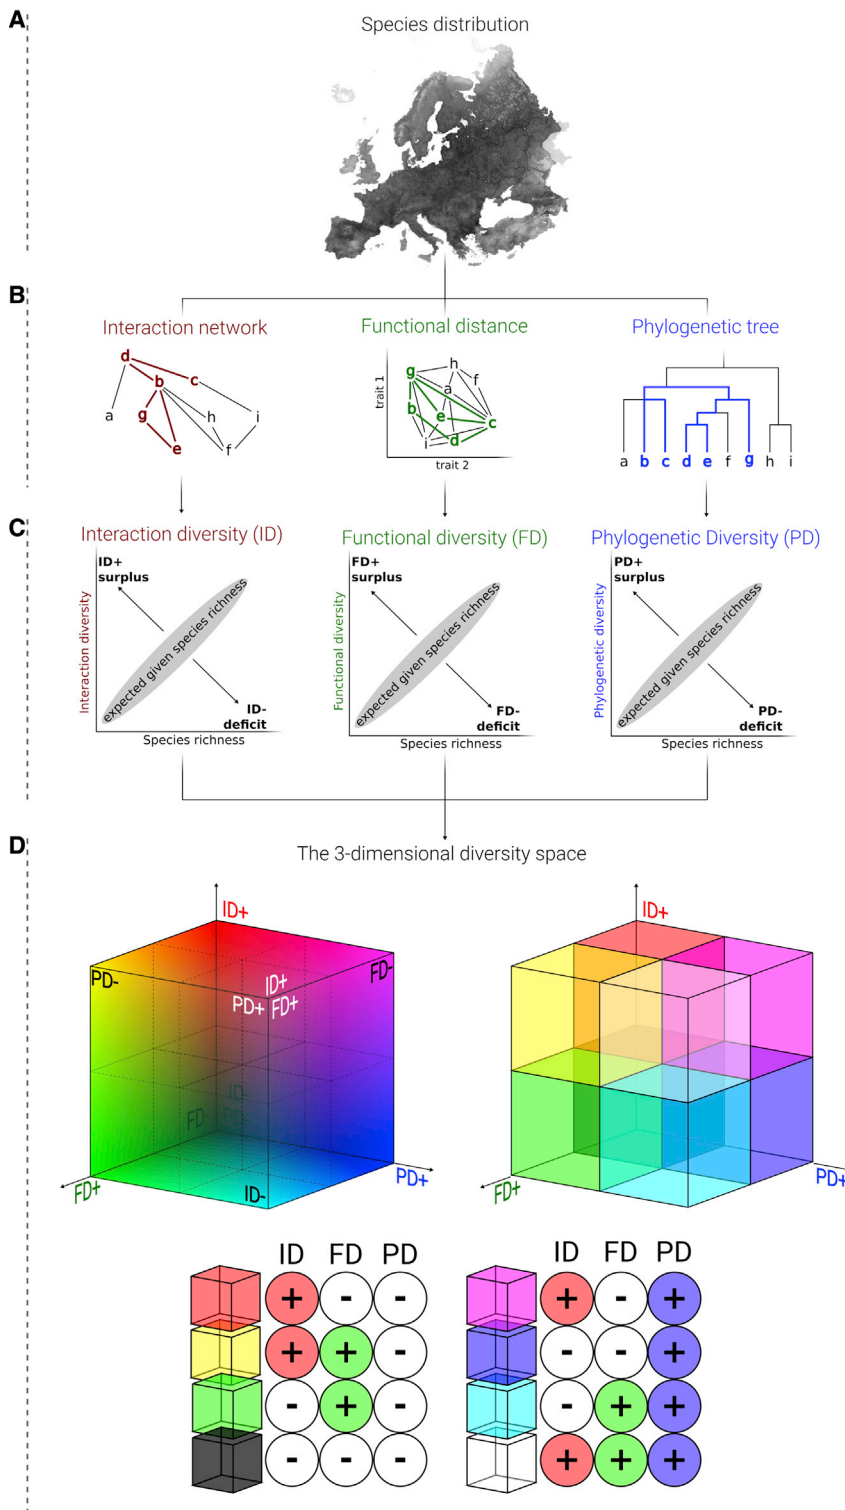 A
Species distribution
B
Interaction network
Functional distance
Phylogenetic tree
d
b
c
a
g
h
i
e
f
trait 1
g
h
f
a
b
e
c
i
d
trait 2
a b c d e f g h i
C
Interaction diversity (ID)
Functional diversity (FD)
Phylogenetic Diversity (PD)
ID+
surplus
Interaction diversity
expected given species richness
ID-
deficit
Species richness
FD+
surplus
Functional diversity
expected given species richness
FD-
deficit
Species richness
PD+
surplus
Phylogenetic diversity
expected given species richness
PD-
deficit
Species richness
D
The 3-dimensional diversity space
ID+
PD-
FD-
ID+
PD+ FD+
ID-
FD- PD-
FD+
ID-
PD+
ID+
FD+
PD+
ID FD PD
+ - -
+ + -
- + -
- - -
ID FD PD
+ - +
- - +
- + +
+ + +